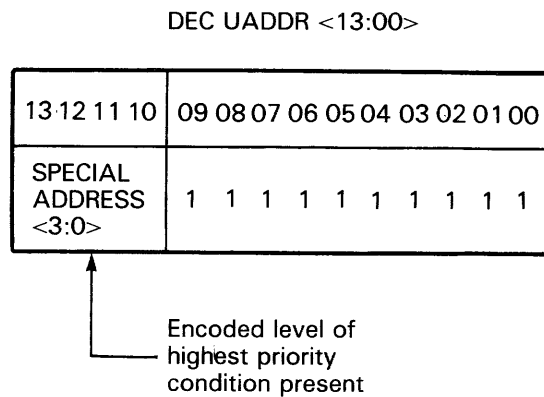 DEC UADDR <13:00>
13 12 11 10 09 08 07 06 05 04 03 02 01 00
SPECIAL
ADDRESS 1 1 1 1 1 1 1 1 1 1
<3:0>
Encoded level of
highest priority
condition present